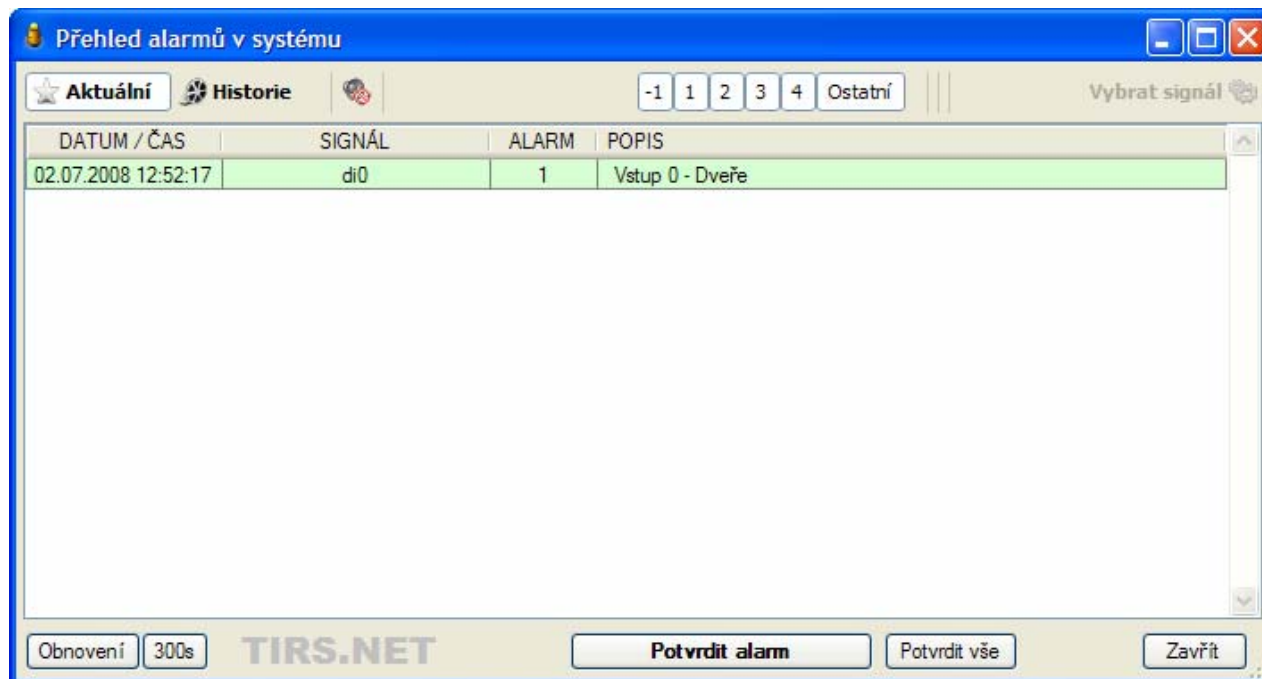 Přehled alarmů v systému
Aktuální Historie -1 1 2 3 4 Ostatní Vybrat signál
DATUM / ČAS SIGNÁL ALARM POPIS
02.07.2008 12:52:17 di0 1 Vstup 0 - Dveře
Obnovení 300s TIRS.NET Potvrdit alarm Potvrdit vše Zavřít